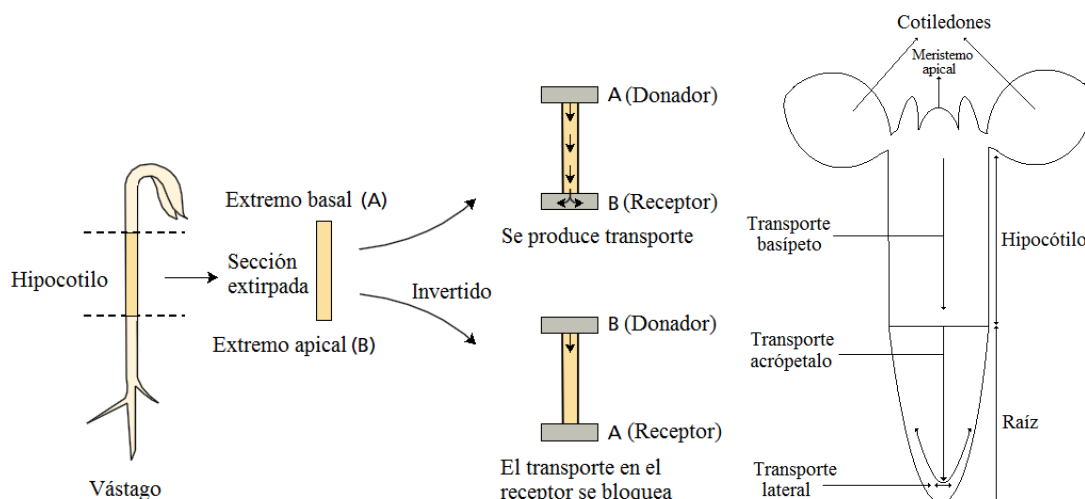 Hipocotilo
Vástago
Extremo basal (A)
Sección
extirpada
Extremo apical (B)
Invertido
A (Donador)
B (Receptor)
Se produce transporte
B (Donador)
A (Receptor)
El transporte en el
receptor se bloquea
Cotiledones
Meristemo
apical
Transporte
basípeto
Hipocótilo
Transporte
acrópetalo
Raíz
Transporte
lateral